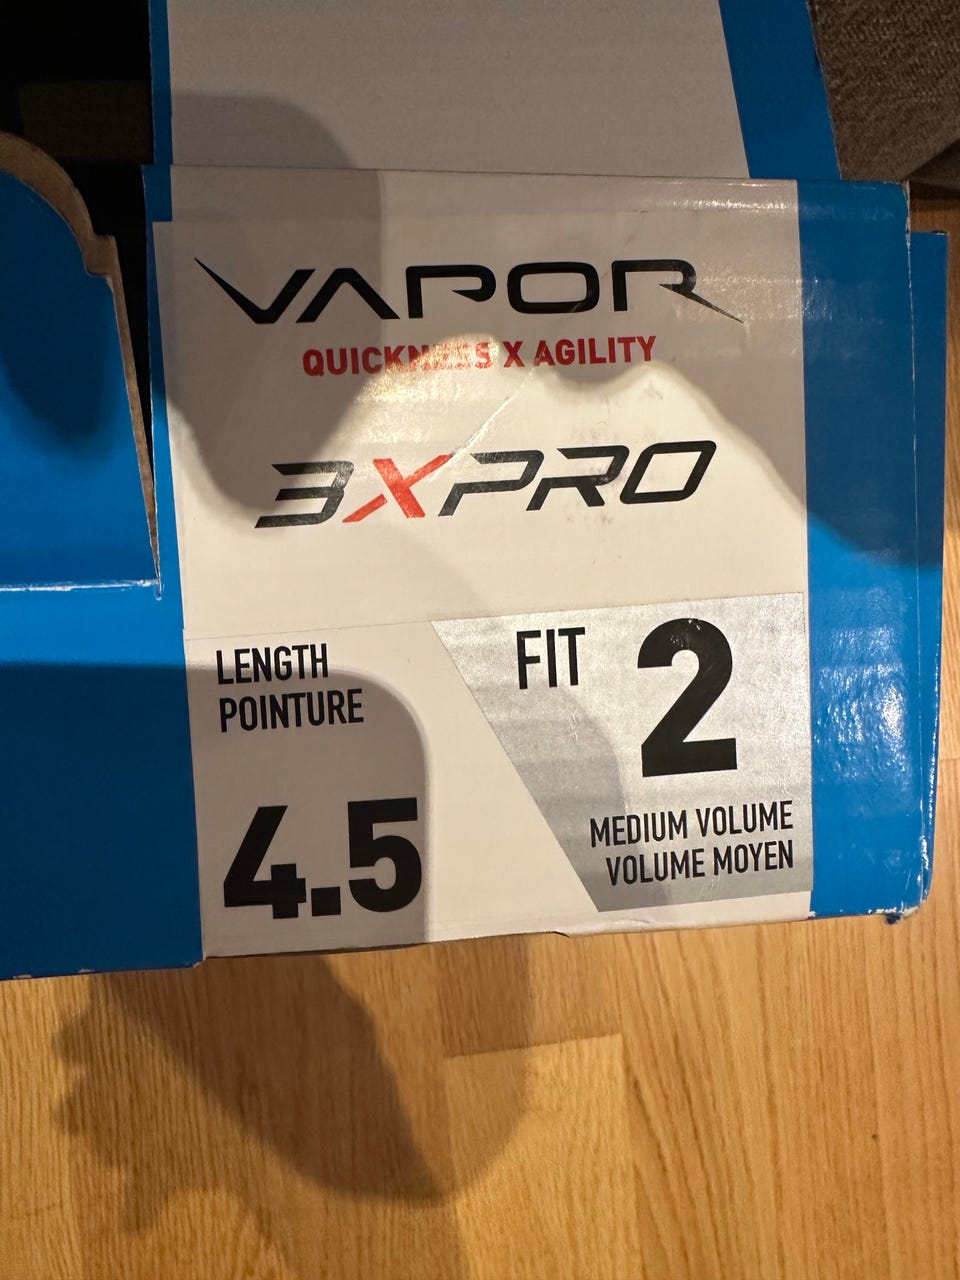 VAPOR
QUICKNESS X AGILITY
3XPRO
LENGTH
POINTURE
4.5
FIT 2
MEDIUM VOLUME
VOLUME MOYEN